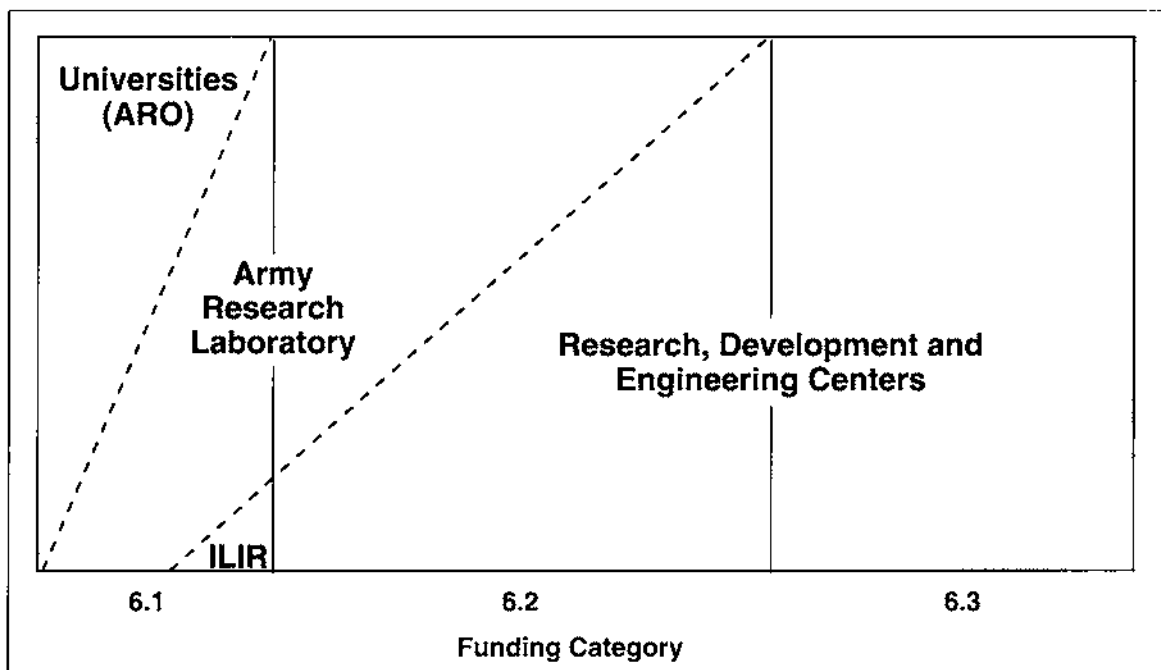 Universities
(ARO)
Army
Research
Laboratory
Research, Development and
Engineering Centers
ILIR
6.1
6.2
6.3
Funding Category